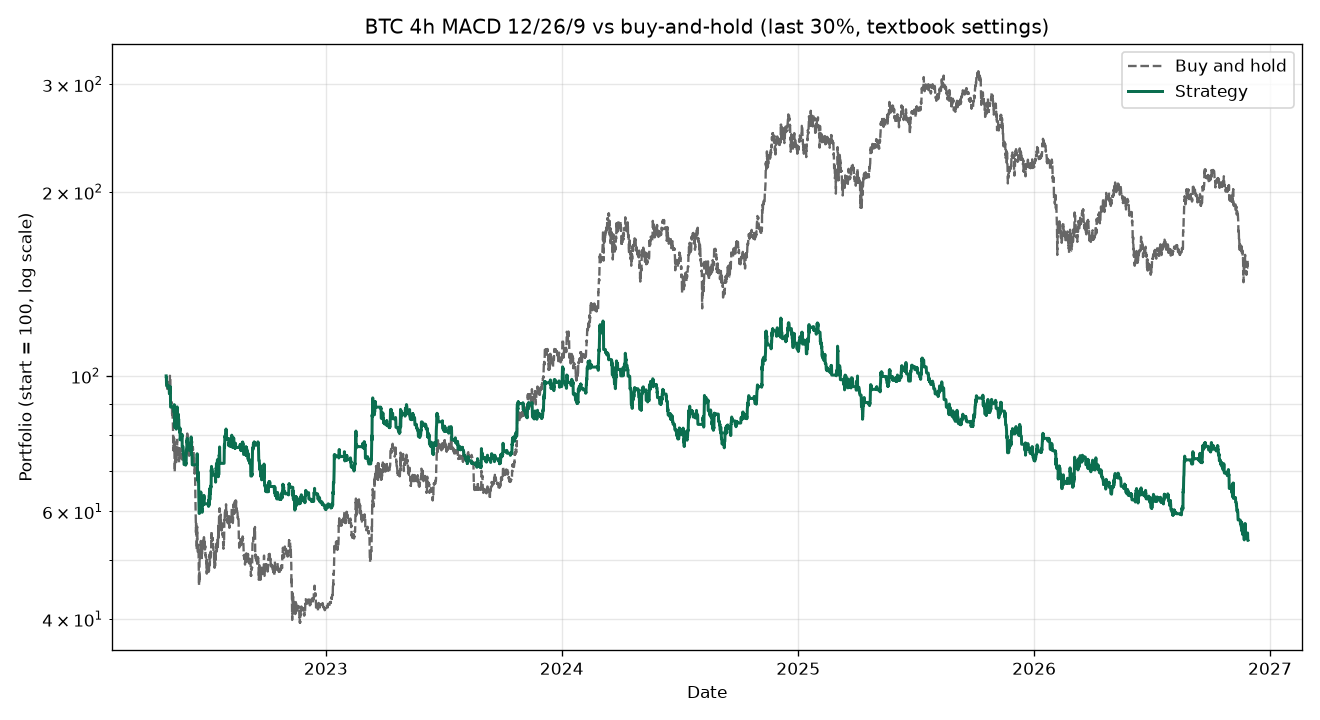 BTC 4h MACD 12/26/9 vs buy-and-hold (last 30%, textbook settings)
Buy and hold
Strategy
Portfolio (start = 100, log scale)
3 × 10²
2 × 10²
10²
6 × 10¹
4 × 10¹
2023 2024 2025 2026 2027
Date